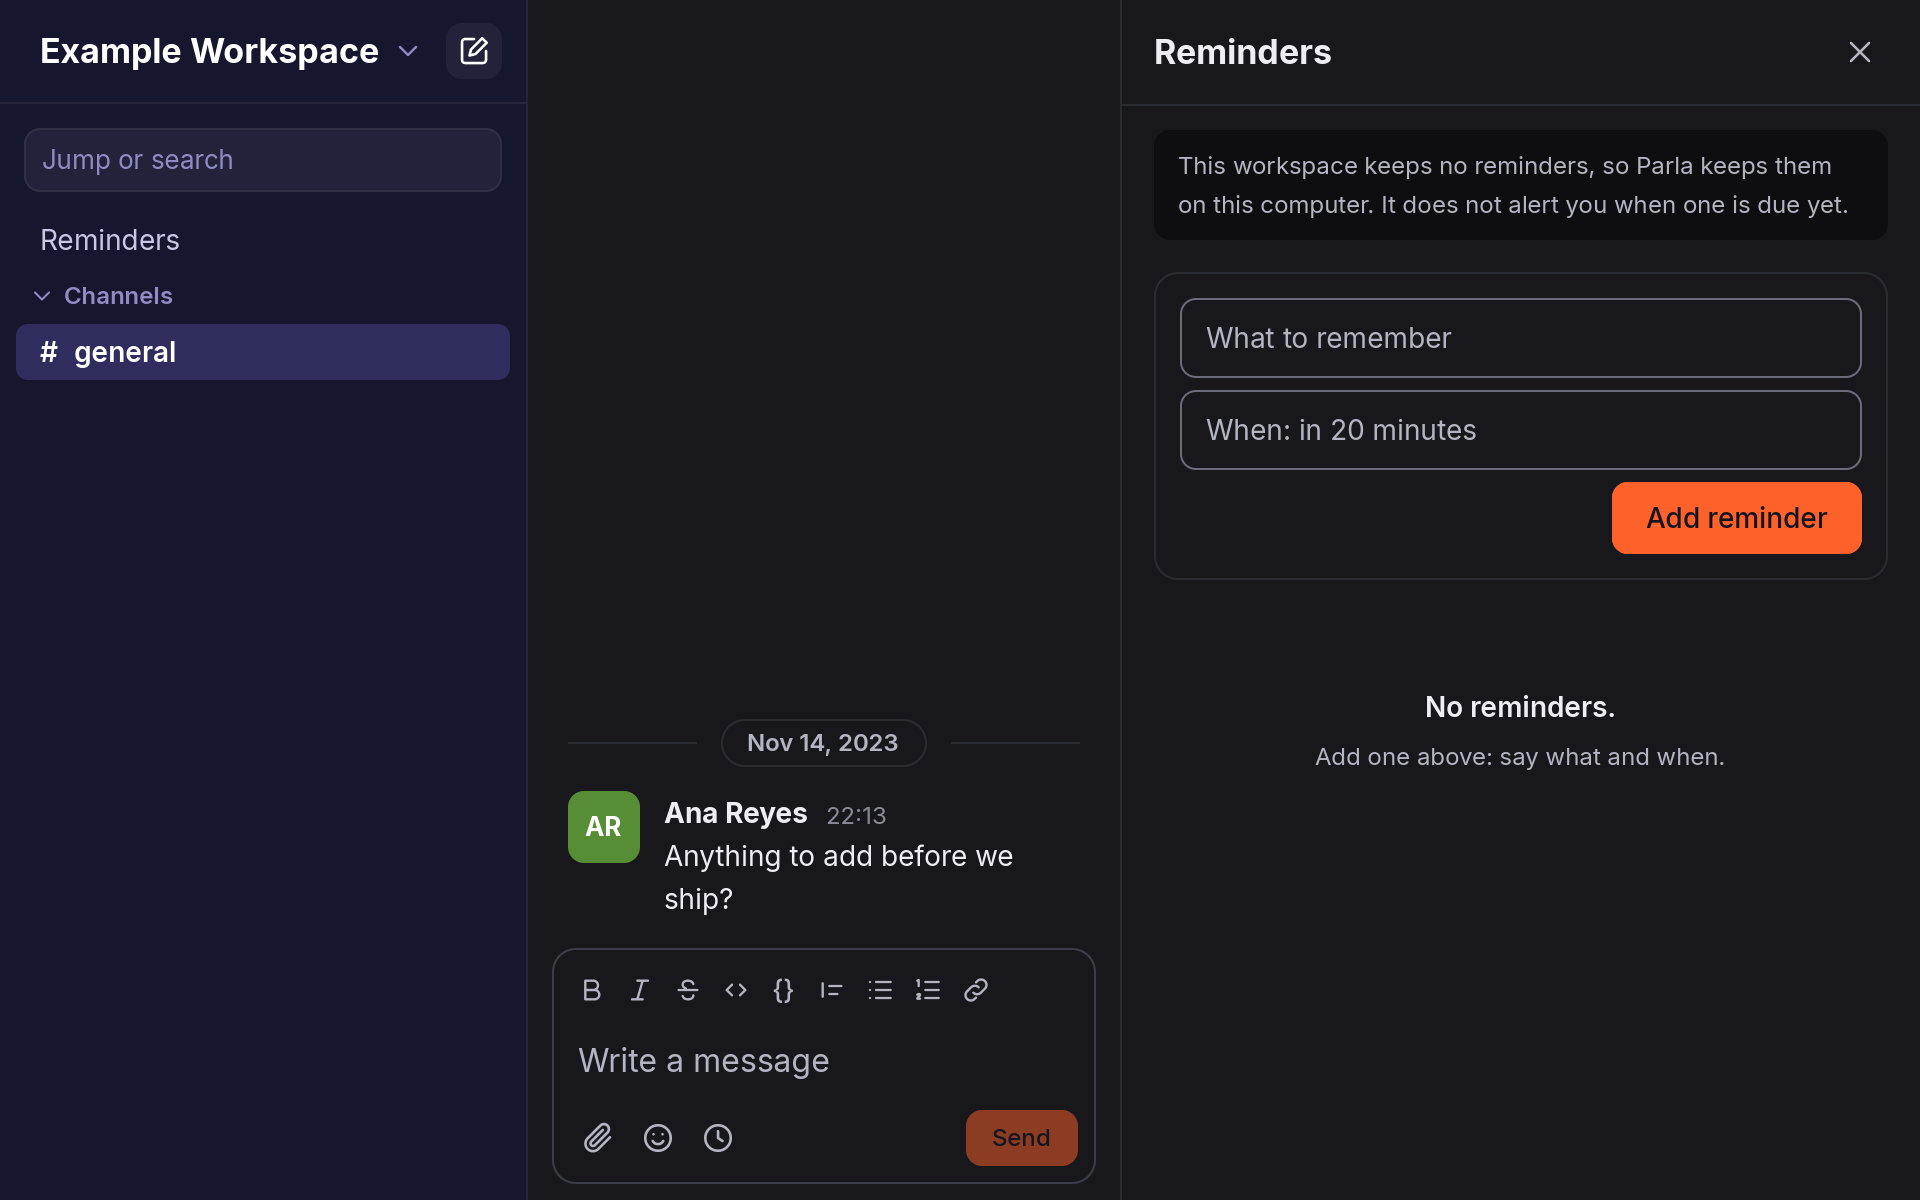 Example Workspace
Jump or search
Reminders
Channels
# general
Nov 14, 2023
AR
Ana Reyes 22:13
Anything to add before we
ship?
Write a message
Send
Reminders
This workspace keeps no reminders, so Parla keeps them
on this computer. It does not alert you when one is due yet.
What to remember
When: in 20 minutes
Add reminder
No reminders.
Add one above: say what and when.